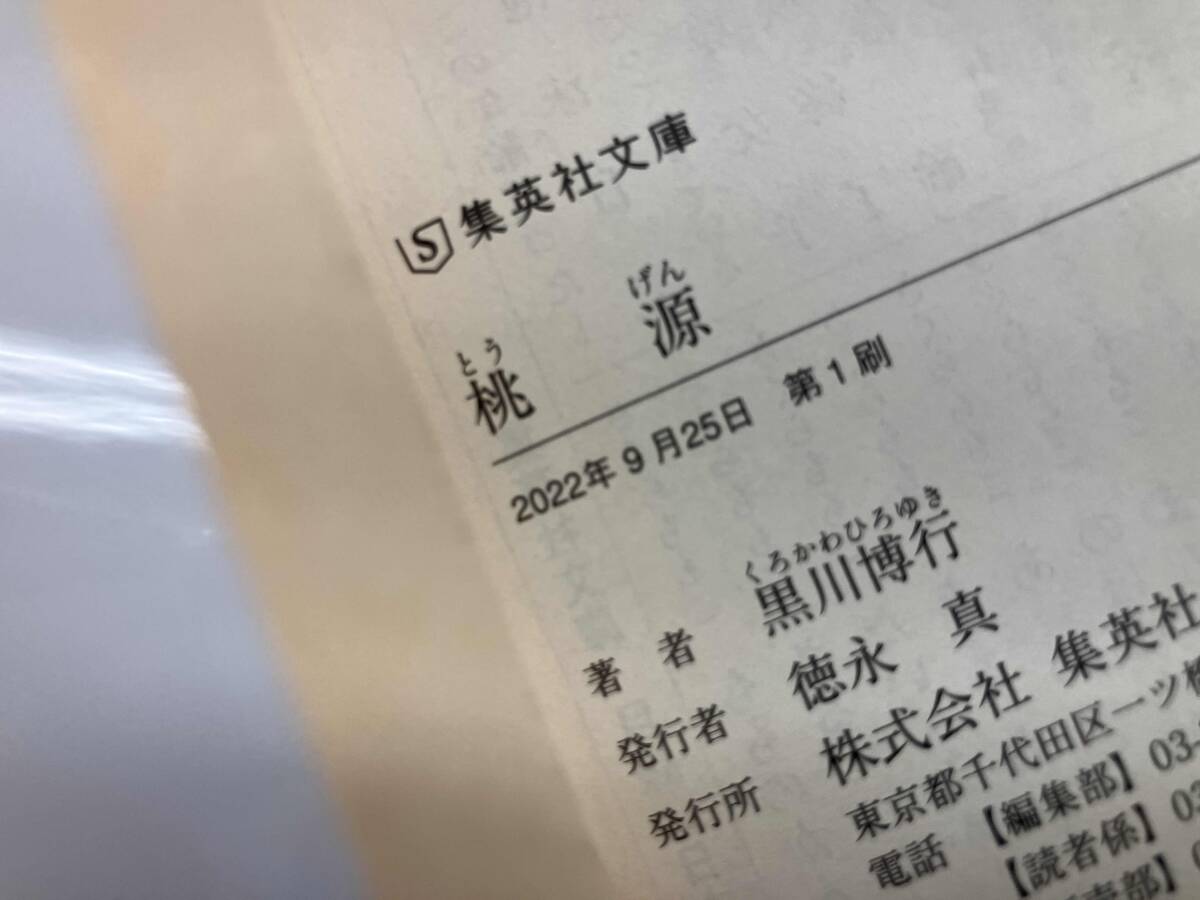 S 集英社文庫
とう げん
桃 源
2022年9月25日 第1刷
くろかわひろゆき
著 者 黒川博行
発行者 徳永 真
発行所 株式会社 集英社
東京都千代田区一ツ橋
電話 【編集部】03-
【読者係】03